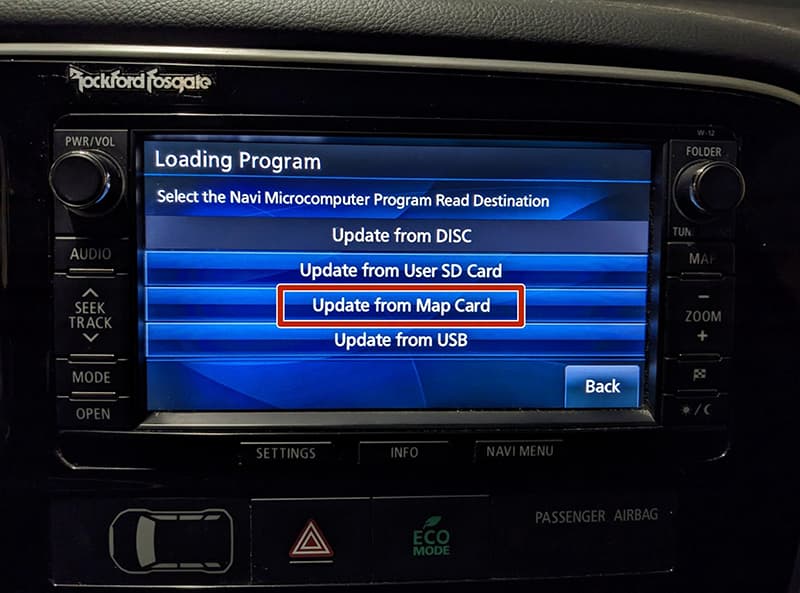 Rockford Fosgate
W-12
PWR/VOL
FOLDER
Loading Program
Select the Navi Microcomputer Program Read Destination
Update from DISC
Update from User SD Card
Update from Map Card
Update from USB
Back
AUDIO
SEEK
TRACK
MODE
OPEN
MAP
ZOOM
SETTINGS
INFO
NAVI MENU
ECO
MODE
PASSENGER AIRBAG